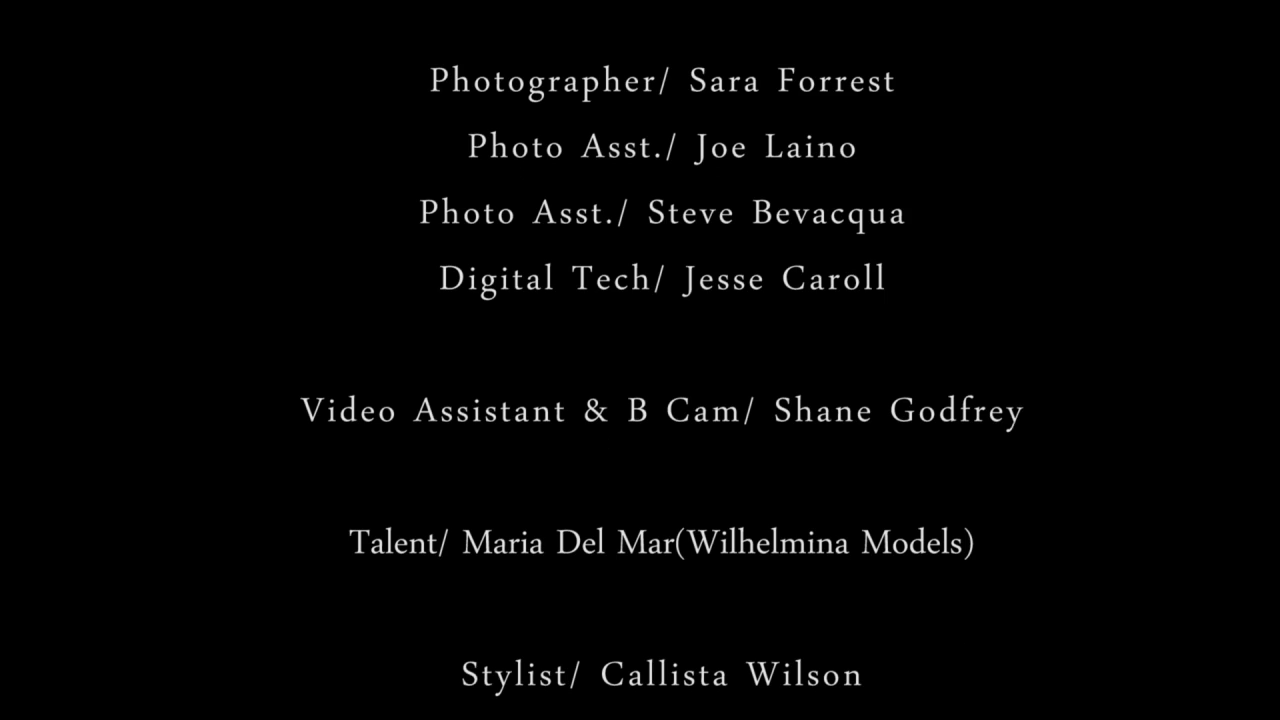 Photographer/ Sara Forrest
Photo Asst./ Joe Laino
Photo Asst./ Steve Bevacqua
Digital Tech/ Jesse Caroll
Video Assistant & B Cam/ Shane Godfrey
Talent/ Maria Del Mar(Wilhelmina Models)
Stylist/ Callista Wilson